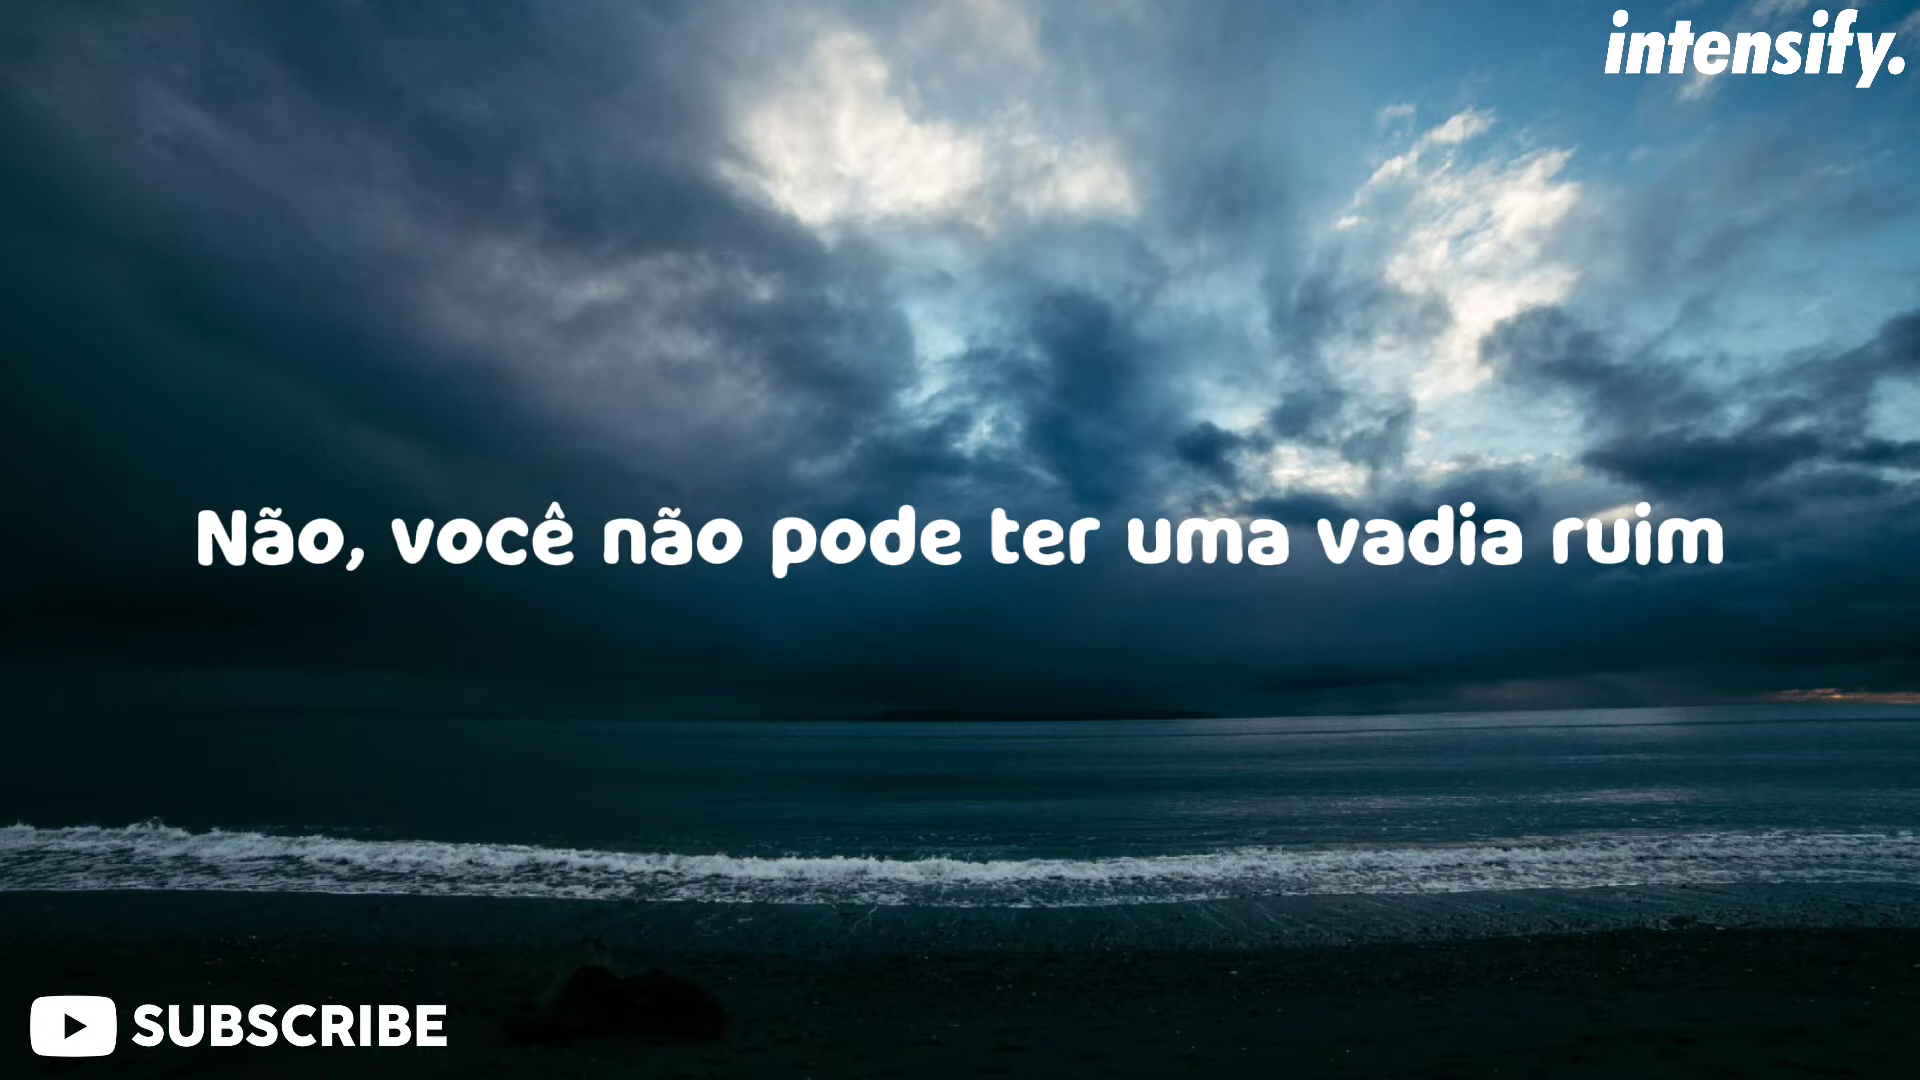 intensify.
Não, você não pode ter uma vadia ruim
SUBSCRIBE